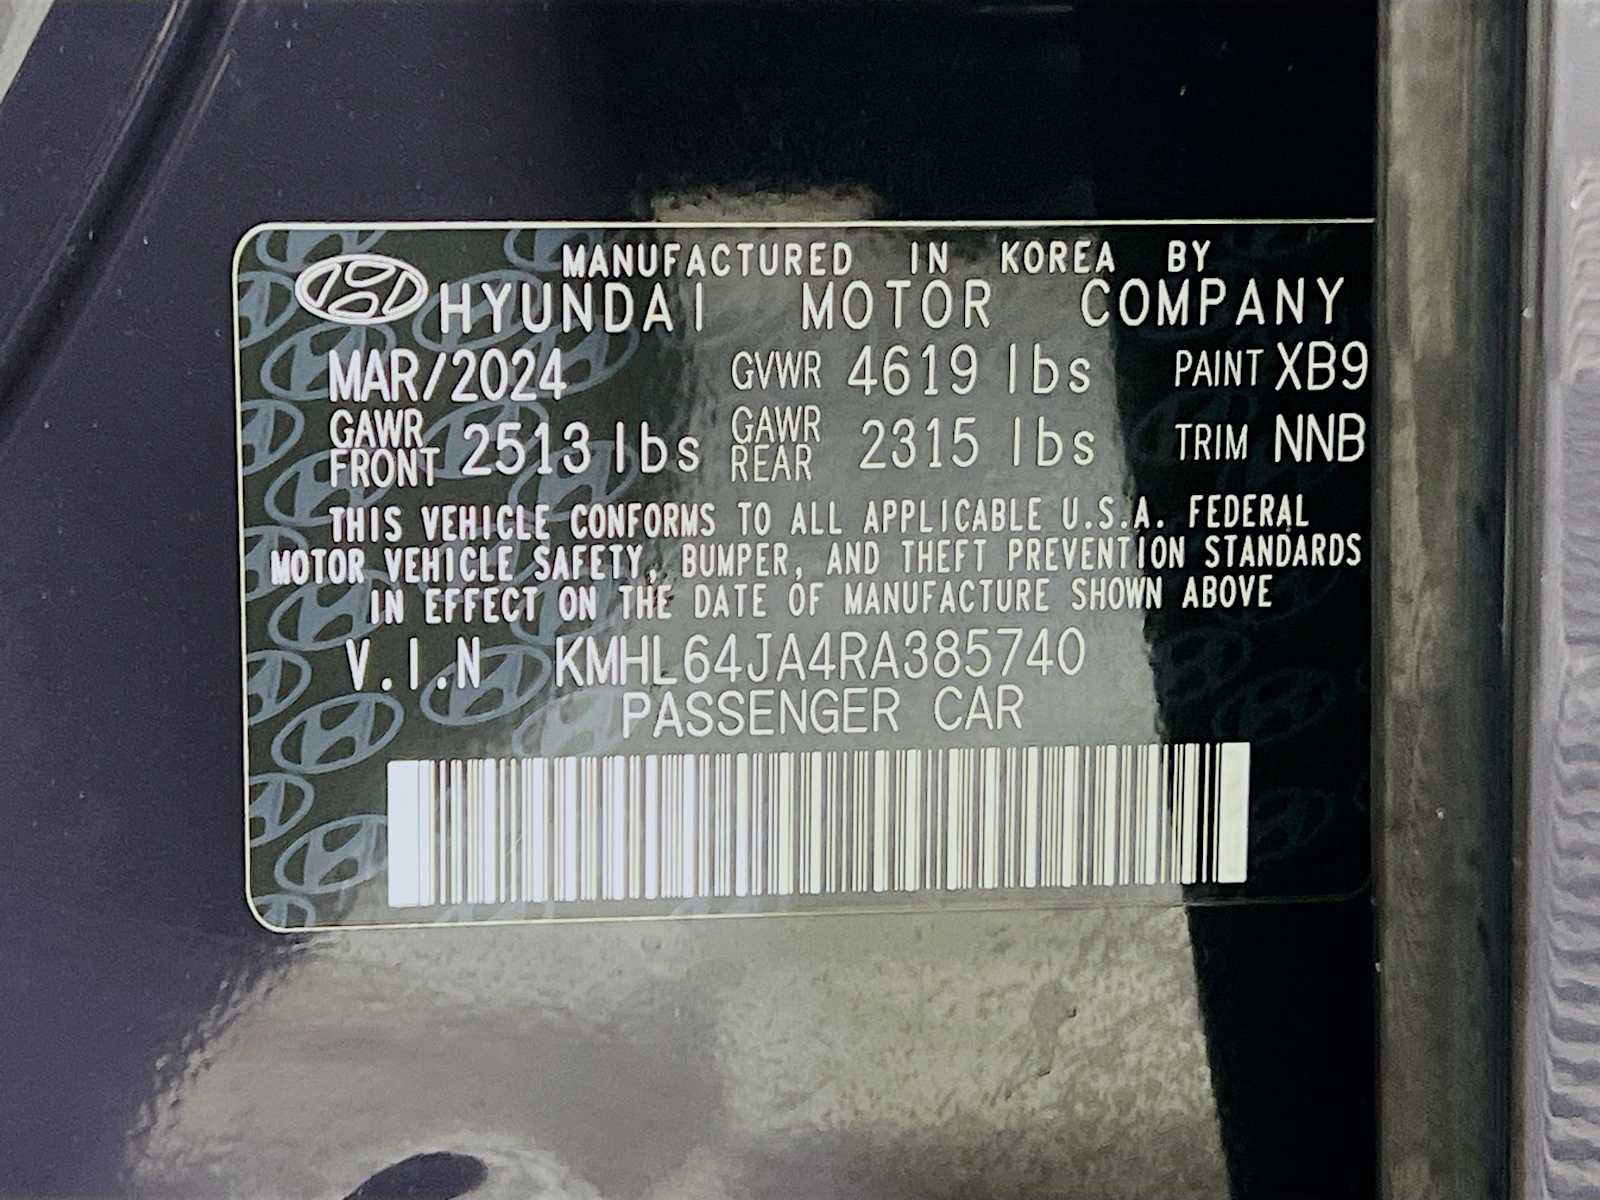 MANUFACTURED IN KOREA BY
HYUNDAI MOTOR COMPANY
MAR/2024 GVWR 4619 lbs PAINT XB9
GAWR FRONT 2513 lbs GAWR REAR 2315 lbs TRIM NNB
THIS VEHICLE CONFORMS TO ALL APPLICABLE U.S.A. FEDERAL
MOTOR VEHICLE SAFETY, BUMPER, AND THEFT PREVENTION STANDARDS
IN EFFECT ON THE DATE OF MANUFACTURE SHOWN ABOVE
V.I.N KMHL64JA4RA385740
PASSENGER CAR